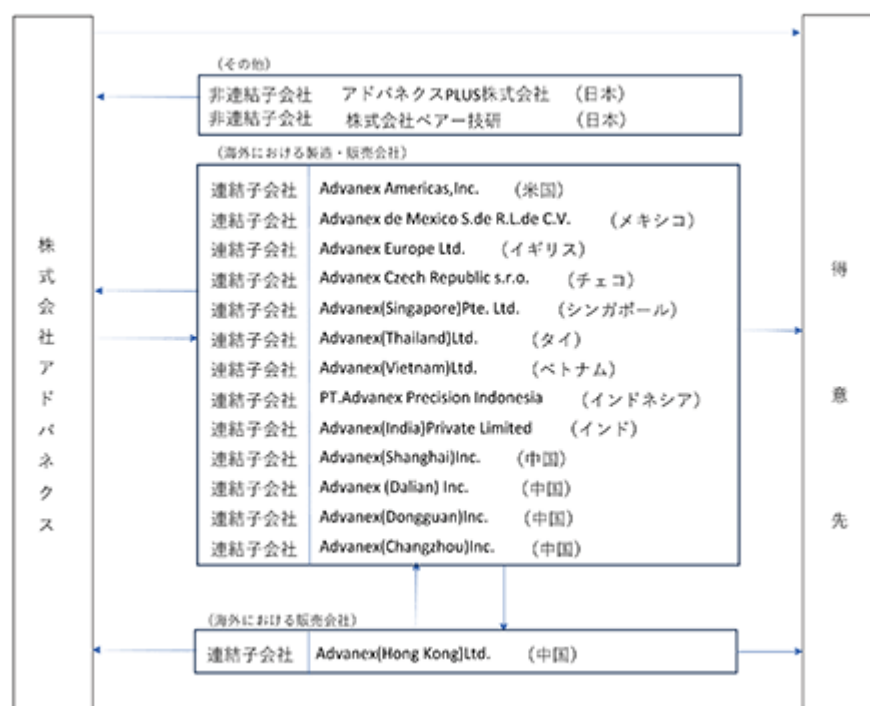 株式会社アドバネクス
(その他)
非連結子会社 アドバネクスPLUS株式会社 (日本)
非連結子会社 株式会社ペアー技研 (日本)
(海外における製造・販売会社)
連結子会社 Advanex Americas,Inc. (米国)
連結子会社 Advanex de Mexico S.de R.L.de C.V. (メキシコ)
連結子会社 Advanex Europe Ltd. (イギリス)
連結子会社 Advanex Czech Republic s.r.o. (チェコ)
連結子会社 Advanex(Singapore)Pte. Ltd. (シンガポール)
連結子会社 Advanex(Thailand)Ltd. (タイ)
連結子会社 Advanex(Vietnam)Ltd. (ベトナム)
連結子会社 PT.Advanex Precision Indonesia (インドネシア)
連結子会社 Advanex(India)Private Limited (インド)
連結子会社 Advanex(Shanghai)Inc. (中国)
連結子会社 Advanex (Dalian) Inc. (中国)
連結子会社 Advanex(Dongguan)Inc. (中国)
連結子会社 Advanex(Changzhou)Inc. (中国)
(海外における販売会社)
連結子会社 Advanex(Hong Kong)Ltd. (中国)
得意先